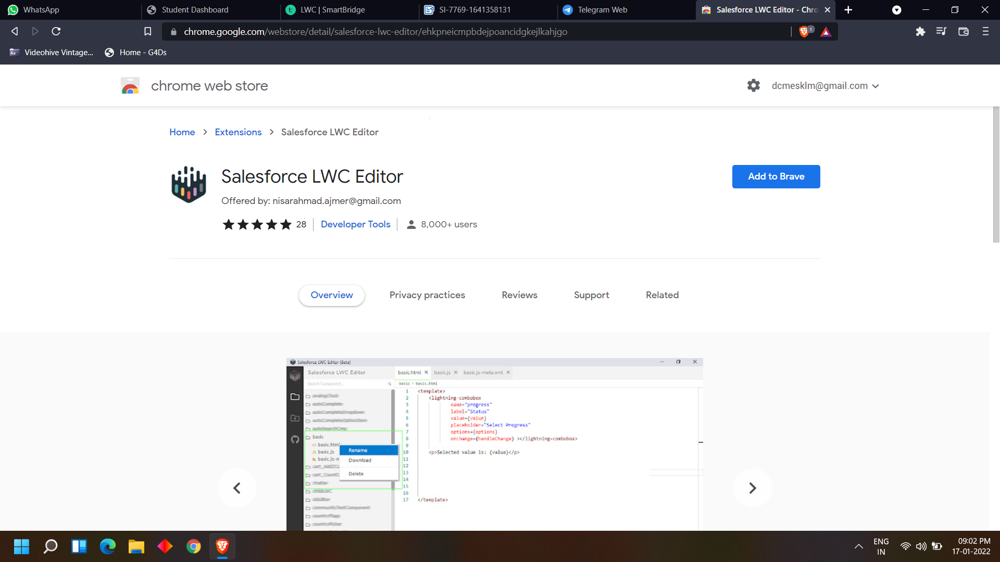 WhatsApp
Student Dashboard
LWC | SmartBridge
SI-7769-1641358131
Telegram Web
Salesforce LWC Editor - Chro
chrome.google.com/webstore/detail/salesforce-lwc-editor/ehkpneicmpbdejpoancidgkejlkahjgo
1
Videohive Vintage...
Home - G4Ds
chrome web store
dcmesklm@gmail.com
Home > Extensions > Salesforce LWC Editor
Salesforce LWC Editor
Add to Brave
Offered by: nisarahmad.ajmer@gmail.com
28
Developer Tools
8,000+ users
Overview
Privacy practices
Reviews
Support
Related
Salesforce LWC Editor (Beta)
Salesforce LWC Editor
basic.html
basic.js
basic.js-meta.xml
Search Component...
basic > basic.html
1 <template>
2 <lightning-combobox
3 name="progress"
4 label="Status"
5 value={value}
6 placeholder="Select Progress"
7 options={options}
8 onchange={handleChange} ></lightning-combobox>
9
10 <p>Selected value is: {value}</p>
11
12
13
14
15
16
17 </template>
basic
basic.html
JS basic.js
basic.js-m
Rename
Download
Delete
ENG
IN
09:02 PM
17-01-2022